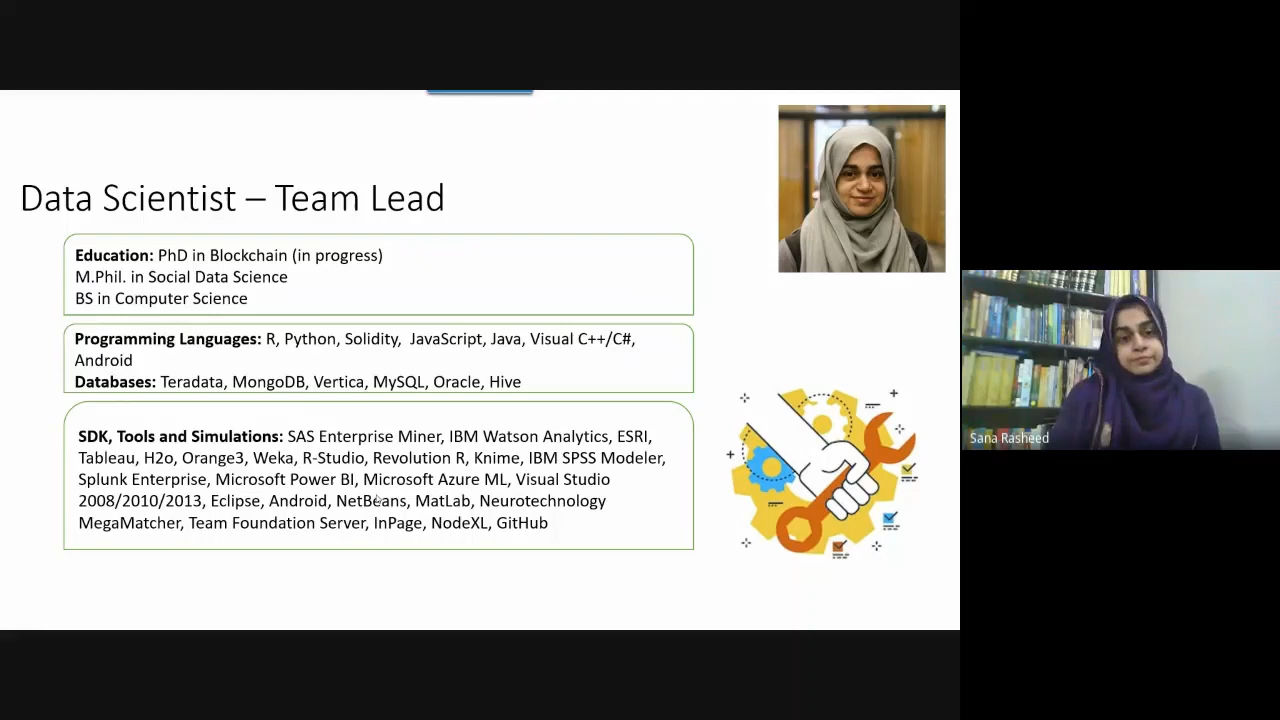 Data Scientist – Team Lead
Education: PhD in Blockchain (in progress)
M.Phil. in Social Data Science
BS in Computer Science
Programming Languages: R, Python, Solidity, JavaScript, Java, Visual C++/C#,
Android
Databases: Teradata, MongoDB, Vertica, MySQL, Oracle, Hive
SDK, Tools and Simulations: SAS Enterprise Miner, IBM Watson Analytics, ESRI,
Tableau, H2o, Orange3, Weka, R-Studio, Revolution R, Knime, IBM SPSS Modeler,
Splunk Enterprise, Microsoft Power BI, Microsoft Azure ML, Visual Studio
2008/2010/2013, Eclipse, Android, NetBeans, MatLab, Neurotechnology
MegaMatcher, Team Foundation Server, InPage, NodeXL, GitHub
Sana Rasheed